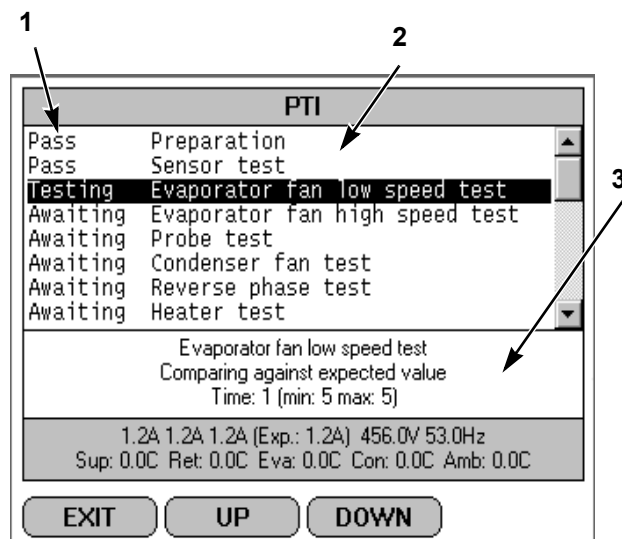 1
2
PTI
Pass Preparation
Pass Sensor test
3
Testing Evaporator fan low speed test
Awaiting Evaporator fan high speed test
Awaiting Probe test
Awaiting Condenser fan test
Awaiting Reverse phase test
Awaiting Heater test
Evaporator fan low speed test
Comparing against expected value
Time: 1 (min: 5 max: 5)
1.2A 1.2A 1.2A (Exp.: 1.2A) 456.0V 53.0Hz
Sup: 0.0C Ret: 0.0C Eva: 0.0C Con: 0.0C Amb: 0.0C
EXIT UP DOWN